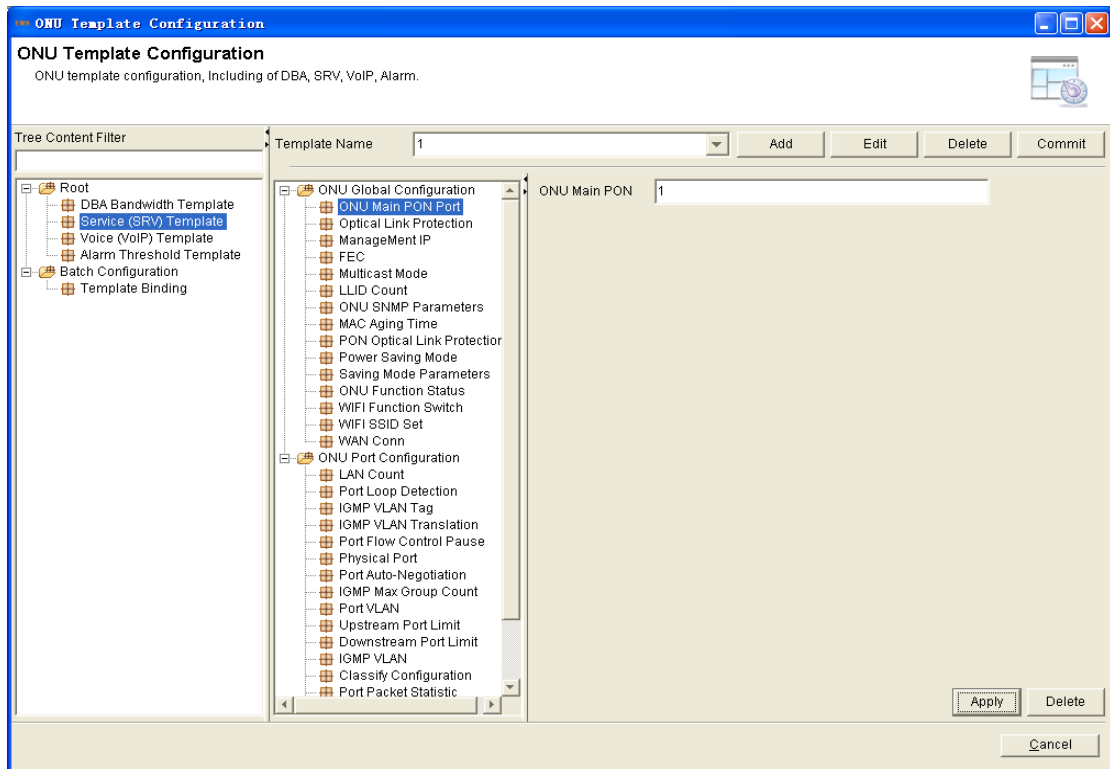 ONU Template Configuration
ONU Template Configuration
ONU template configuration, Including of DBA, SRV, VoIP, Alarm.
Tree Content Filter
Template Name 1 Add Edit Delete Commit
Root
DBA Bandwidth Template
Service (SRV) Template
Voice (VoIP) Template
Alarm Threshold Template
Batch Configuration
Template Binding
ONU Global Configuration
ONU Main PON Port
Optical Link Protection
ManageMent IP
FEC
Multicast Mode
LLID Count
ONU SNMP Parameters
MAC Aging Time
PON Optical Link Protection
Power Saving Mode
Saving Mode Parameters
ONU Function Status
WIFI Function Switch
WIFI SSID Set
WAN Conn
ONU Port Configuration
LAN Count
Port Loop Detection
IGMP VLAN Tag
IGMP VLAN Translation
Port Flow Control Pause
Physical Port
Port Auto-Negotiation
IGMP Max Group Count
Port VLAN
Upstream Port Limit
Downstream Port Limit
IGMP VLAN
Classify Configuration
Port Packet Statistic
ONU Main PON 1
Apply Delete
Cancel